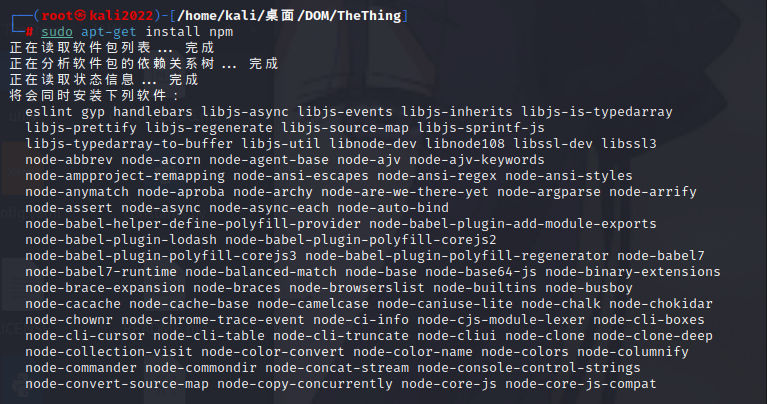 ┌──(root㉿kali2022)-[/home/kali/桌面/DOM/TheThing]
└─# sudo apt-get install npm
正在读取软件包列表... 完成
正在分析软件包的依赖关系树... 完成
正在读取状态信息... 完成
将会同时安装下列软件：
eslint gyp handlebars libjs-async libjs-events libjs-inherits libjs-is-typedarray
libjs-prettify libjs-regenerate libjs-source-map libjs-sprintf-js
libjs-typedarray-to-buffer libjs-util libnode-dev libnode108 libssl-dev libssl3
node-abbrev node-acorn node-agent-base node-ajv node-ajv-keywords
node-ampproject-remapping node-ansi-escapes node-ansi-regex node-ansi-styles
node-anymatch node-aproba node-archy node-are-we-there-yet node-argparse node-arrify
node-assert node-async node-async-each node-auto-bind
node-babel-helper-define-polyfill-provider node-babel-plugin-add-module-exports
node-babel-plugin-lodash node-babel-plugin-polyfill-corejs2
node-babel-plugin-polyfill-corejs3 node-babel-plugin-polyfill-regenerator node-babel7
node-babel7-runtime node-balanced-match node-base node-base64-js node-binary-extensions
node-brace-expansion node-braces node-browserslist node-builtins node-busboy
node-cacache node-cache-base node-camelcase node-caniuse-lite node-chalk node-chokidar
node-chownr node-chrome-trace-event node-ci-info node-cjs-module-lexer node-cli-boxes
node-cli-cursor node-cli-table node-cli-truncate node-cliui node-clone node-clone-deep
node-collection-visit node-color-convert node-color-name node-colors node-columnify
node-commander node-commondir node-concat-stream node-console-control-strings
node-convert-source-map node-copy-concurrently node-core-js node-core-js-compat